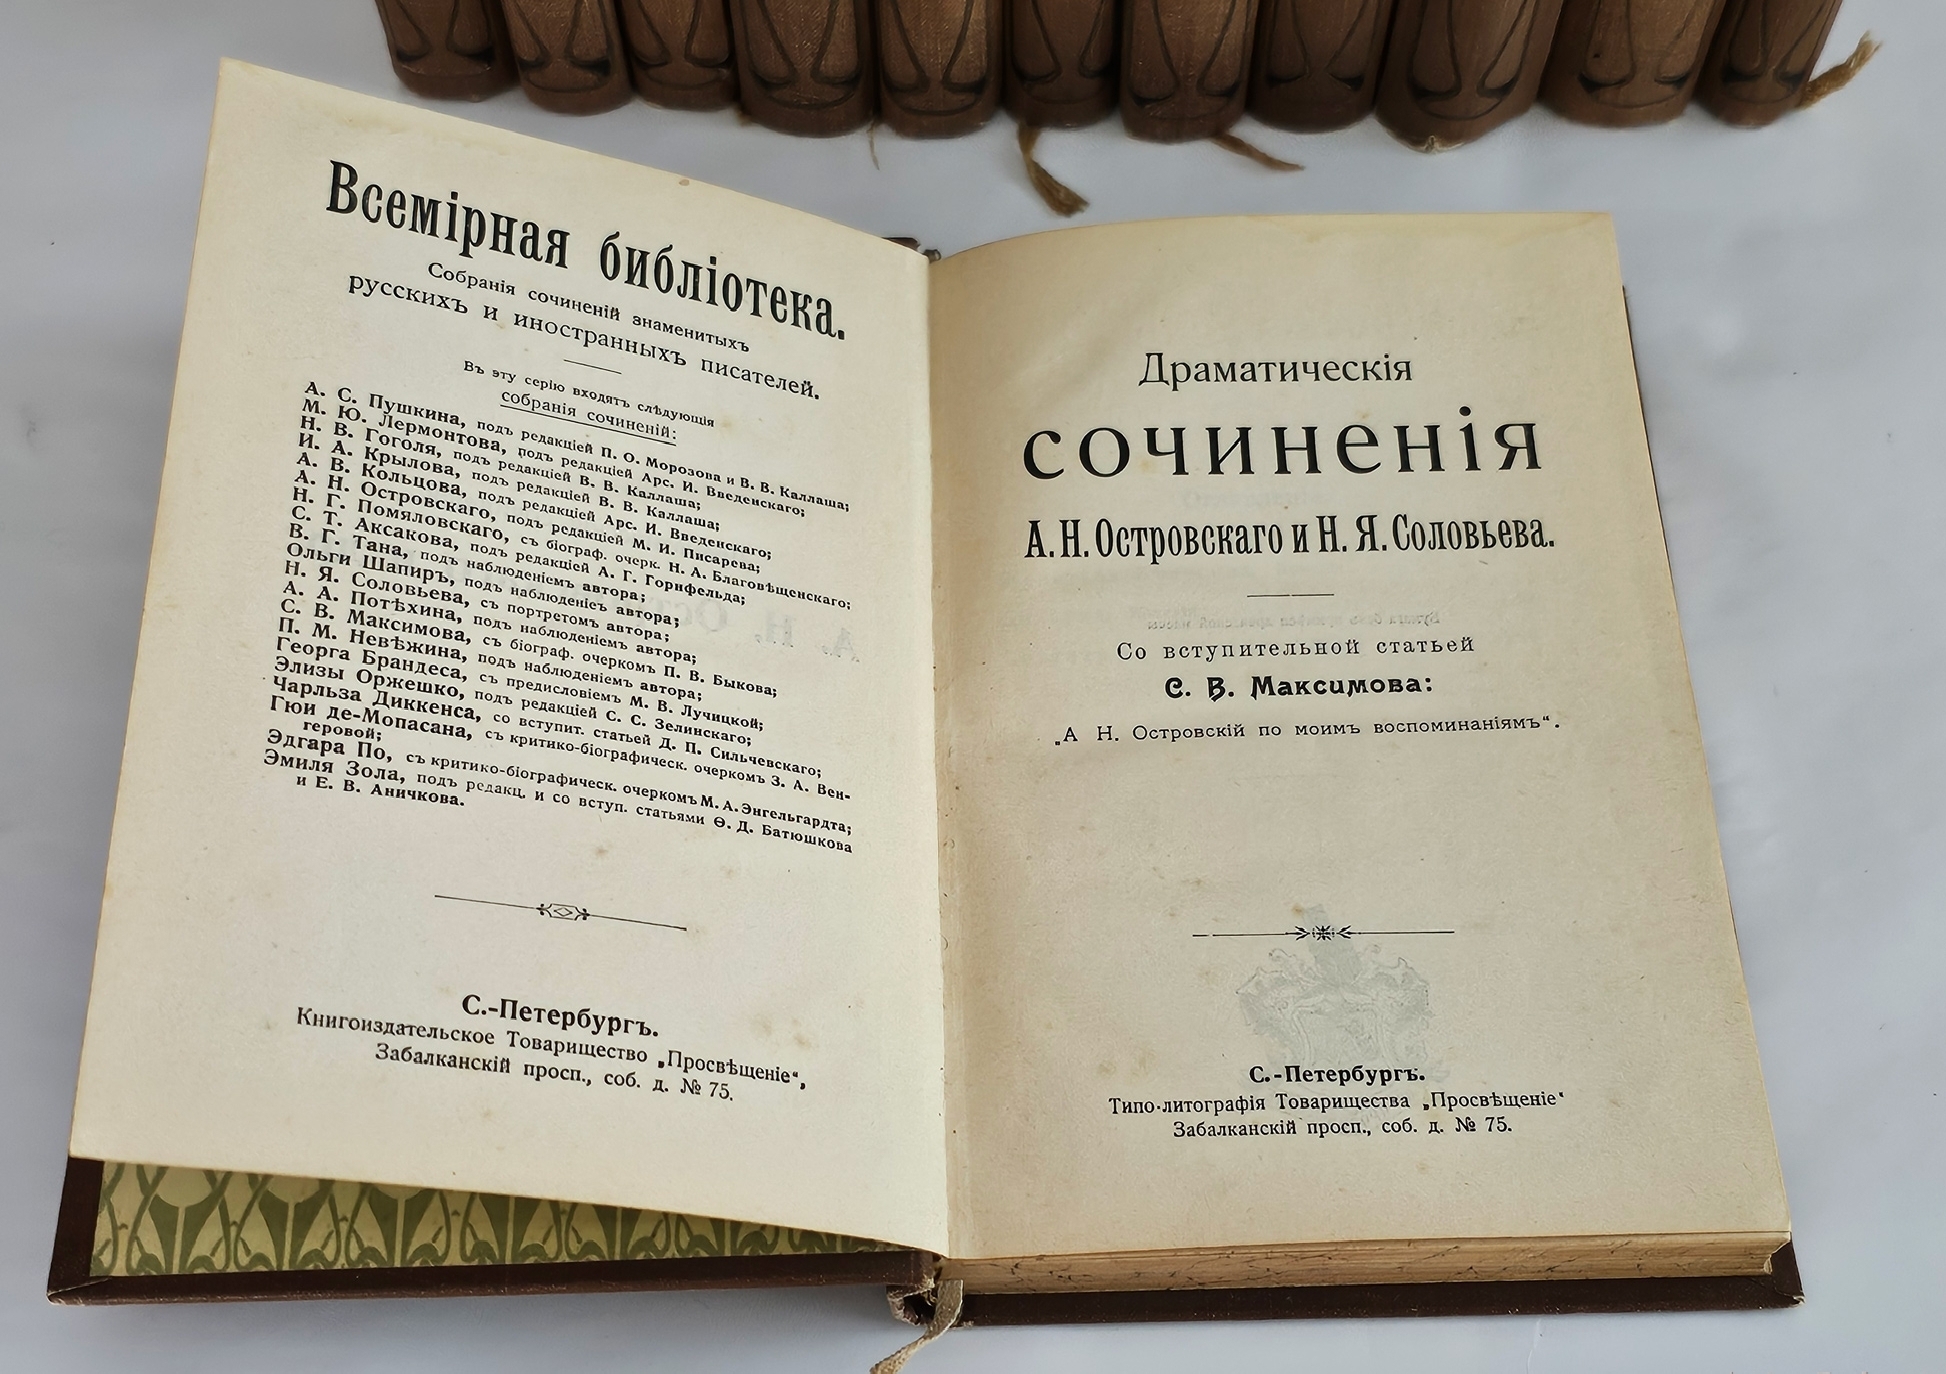 Всемірная библіотека.
Собранія сочиненій знаменитыхъ
русскихъ и иностранныхъ писателей.
Въ эту серію входятъ слѣдующія
собранія сочиненій:
А. С. Пушкина, подъ редакціей П. О. Морозова и В. В. Каллаша;
М. Ю. Лермонтова, подъ редакціей Арс. И. Введенскаго;
Н. В. Гоголя, подъ редакціей В. В. Каллаша;
И. А. Крылова, подъ редакціей В. В. Каллаша;
А. В. Кольцова, подъ редакціей Арс. И. Введенскаго;
А. Н. Островскаго, подъ редакціей М. И. Писарева;
Н. Г. Помяловскаго, съ біограф. очерк. Н. А. Благовѣщенскаго;
С. Т. Аксакова, подъ редакціей А. Г. Горнфельда;
В. Г. Тана, подъ наблюденіемъ автора;
Ольги Шапиръ, подъ наблюденіемъ автора;
Н. Я. Соловьева, съ портретомъ автора;
А. А. Потѣхина, подъ наблюденіемъ автора;
С. В. Максимова, съ біограф. очеркомъ П. В. Быкова;
П. М. Невѣжина, подъ наблюденіемъ автора;
Георга Брандеса, съ предисловіемъ М. В. Лучицкой;
Элизы Оржешко, подъ редакціей С. С. Зелинскаго;
Чарльза Диккенса, со вступит. статьей Д. П. Сильчевскаго;
Гюи де-Мопасана, съ критико-біографическ. очеркомъ З. А. Вен-
геровой;
Эдгара По, съ критико-біографическ. очеркомъ М. А. Энгельгардта;
Эмиля Зола, подъ редакц. и со вступ. статьями Ѳ. Д. Батюшкова
и Е. В. Аничкова.
С.-Петербургъ.
Книгоиздательское Товарищество „Просвѣщеніе“,
Забалканскій просп., соб. д. № 75.
Драматическія
сочиненія
А. Н. Островскаго и Н. Я. Соловьева.
Со вступительной статьей
С. В. Максимова:
„А Н. Островскій по моимъ воспоминаніямъ“.
С.-Петербургъ.
Типо-литографія Товарищества „Просвѣщеніе‘
Забалканскій просп., соб. д. № 75.